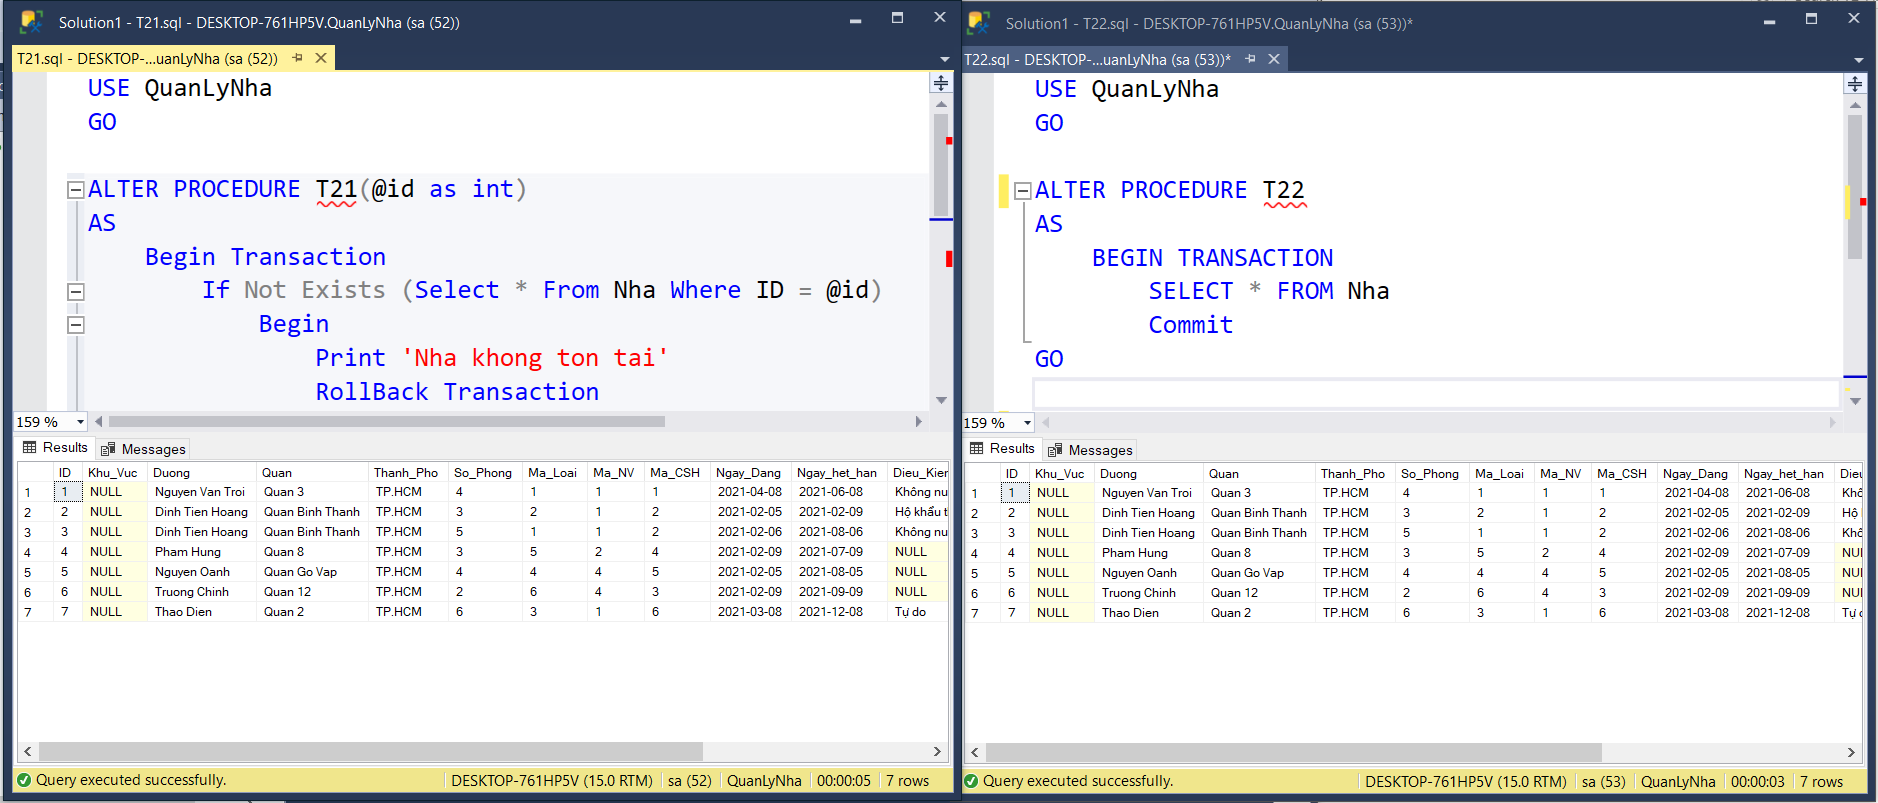 Solution1 - T21.sql - DESKTOP-761HP5V.QuanLyNha (sa (52))
T21.sql - DESKTOP-...uanLyNha (sa (52))
USE QuanLyNha
GO
ALTER PROCEDURE T21(@id as int)
AS
Begin Transaction
If Not Exists (Select * From Nha Where ID = @id)
Begin
Print 'Nha khong ton tai'
RollBack Transaction
159 %
Results Messages
ID Khu_Vuc Duong Quan Thanh_Pho So_Phong Ma_Loai Ma_NV Ma_CSH Ngay_Dang Ngay_het_han Dieu_Kien
1 1 NULL Nguyen Van Troi Quan 3 TP.HCM 4 1 1 1 2021-04-08 2021-06-08 Không nu
2 2 NULL Dinh Tien Hoang Quan Binh Thanh TP.HCM 3 2 1 2 2021-02-05 2021-02-09 Hộ khẩu t
3 3 NULL Dinh Tien Hoang Quan Binh Thanh TP.HCM 5 1 1 2 2021-02-06 2021-08-06 Không nu
4 4 NULL Pham Hung Quan 8 TP.HCM 3 5 2 4 2021-02-09 2021-07-09 NULL
5 5 NULL Nguyen Oanh Quan Go Vap TP.HCM 4 4 4 5 2021-02-05 2021-08-05 NULL
6 6 NULL Truong Chinh Quan 12 TP.HCM 2 6 4 3 2021-02-09 2021-09-09 NULL
7 7 NULL Thao Dien Quan 2 TP.HCM 6 3 1 6 2021-03-08 2021-12-08 Tự do
Query executed successfully. DESKTOP-761HP5V (15.0 RTM) sa (52) QuanLyNha 00:00:05 7 rows
Solution1 - T22.sql - DESKTOP-761HP5V.QuanLyNha (sa (53))*
T22.sql - DESKTOP-...uanLyNha (sa (53))*
USE QuanLyNha
GO
ALTER PROCEDURE T22
AS
BEGIN TRANSACTION
SELECT * FROM Nha
Commit
GO
159 %
Results Messages
ID Khu_Vuc Duong Quan Thanh_Pho So_Phong Ma_Loai Ma_NV Ma_CSH Ngay_Dang Ngay_het_han Dieu
1 1 NULL Nguyen Van Troi Quan 3 TP.HCM 4 1 1 1 2021-04-08 2021-06-08 Khô
2 2 NULL Dinh Tien Hoang Quan Binh Thanh TP.HCM 3 2 1 2 2021-02-05 2021-02-09 Hộ
3 3 NULL Dinh Tien Hoang Quan Binh Thanh TP.HCM 5 1 1 2 2021-02-06 2021-08-06 Khô
4 4 NULL Pham Hung Quan 8 TP.HCM 3 5 2 4 2021-02-09 2021-07-09 NUL
5 5 NULL Nguyen Oanh Quan Go Vap TP.HCM 4 4 4 5 2021-02-05 2021-08-05 NUL
6 6 NULL Truong Chinh Quan 12 TP.HCM 2 6 4 3 2021-02-09 2021-09-09 NUL
7 7 NULL Thao Dien Quan 2 TP.HCM 6 3 1 6 2021-03-08 2021-12-08 Tự d
Query executed successfully. DESKTOP-761HP5V (15.0 RTM) sa (53) QuanLyNha 00:00:03 7 rows